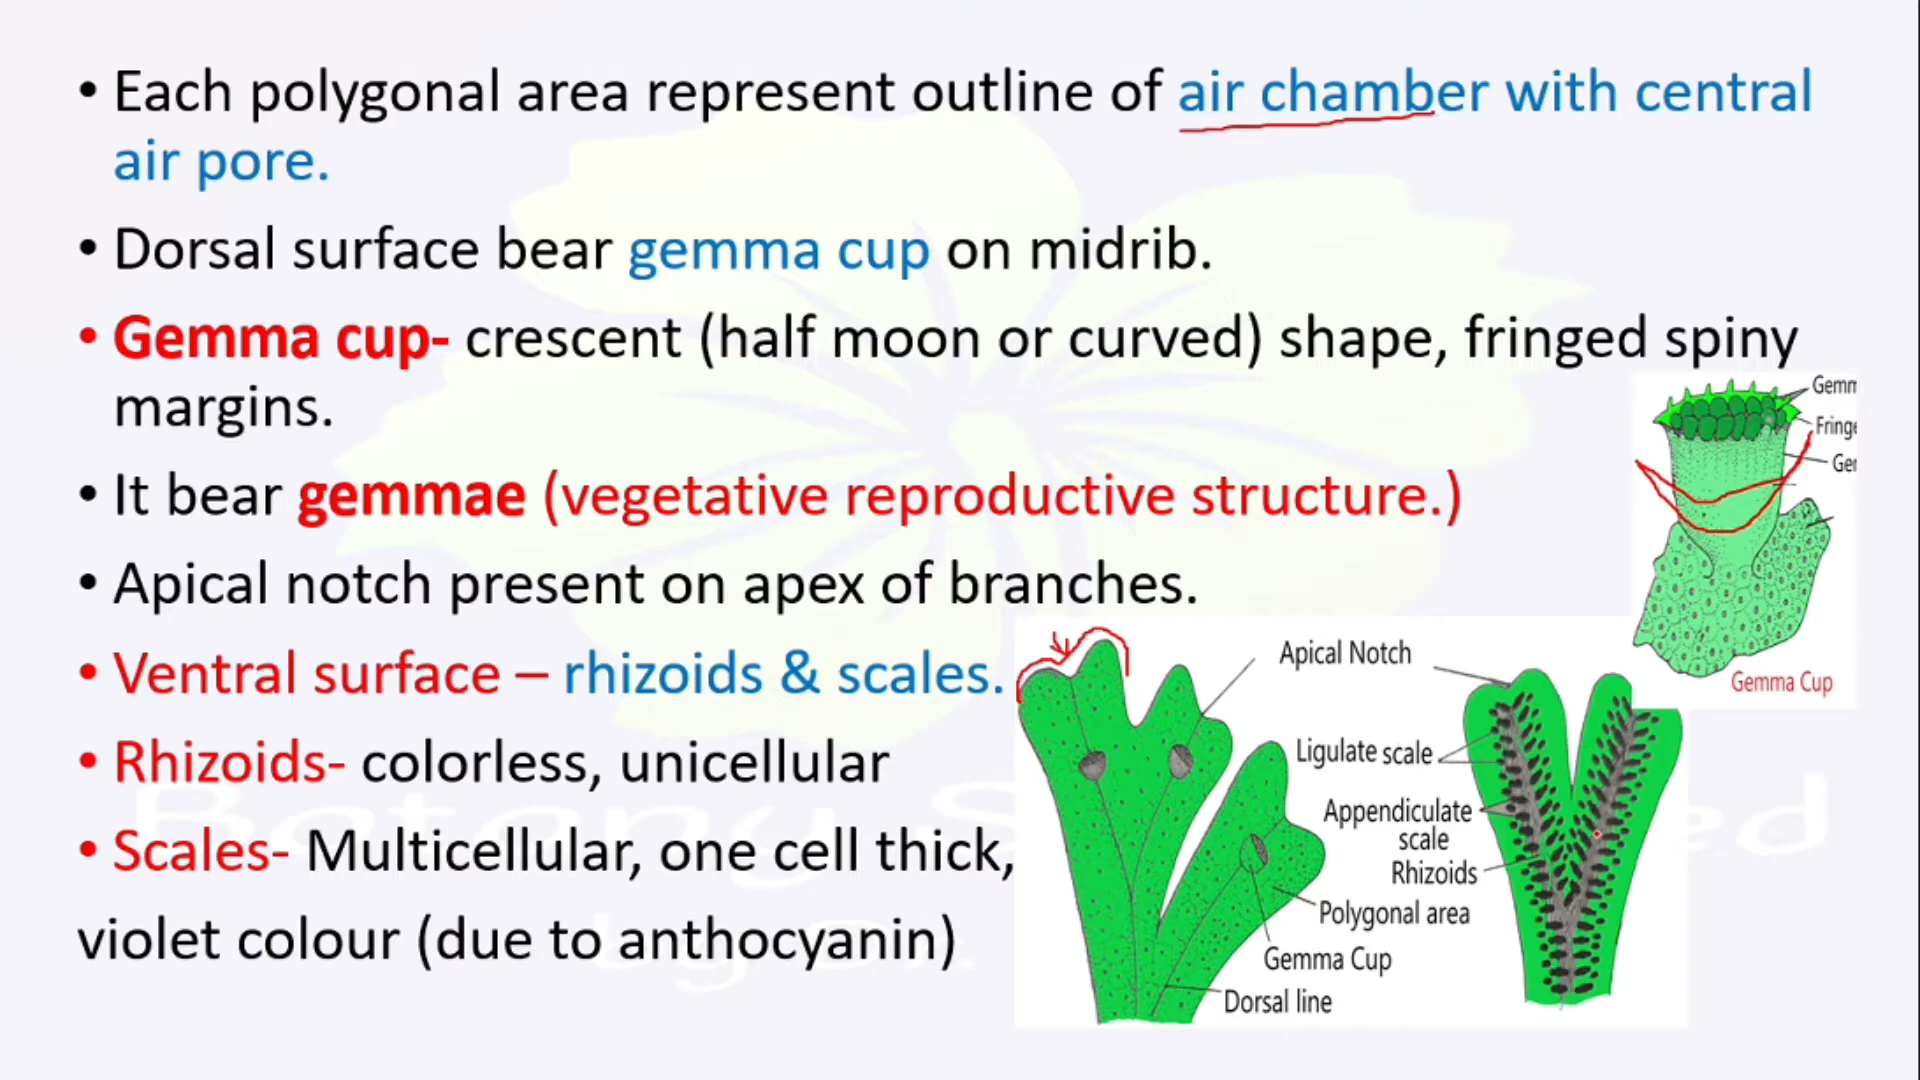 • Each polygonal area represent outline of air chamber with central
air pore.
• Dorsal surface bear gemma cup on midrib.
• Gemma cup- crescent (half moon or curved) shape, fringed spiny
margins.
• It bear gemmae (vegetative reproductive structure.)
• Apical notch present on apex of branches.
• Ventral surface – rhizoids & scales.
• Rhizoids- colorless, unicellular
• Scales- Multicellular, one cell thick,
violet colour (due to anthocyanin)
Gemm
Fringe
Ger
Gemma Cup
Apical Notch
Ligulate scale
Appendiculate
scale
Rhizoids
Polygonal area
Gemma Cup
Dorsal line